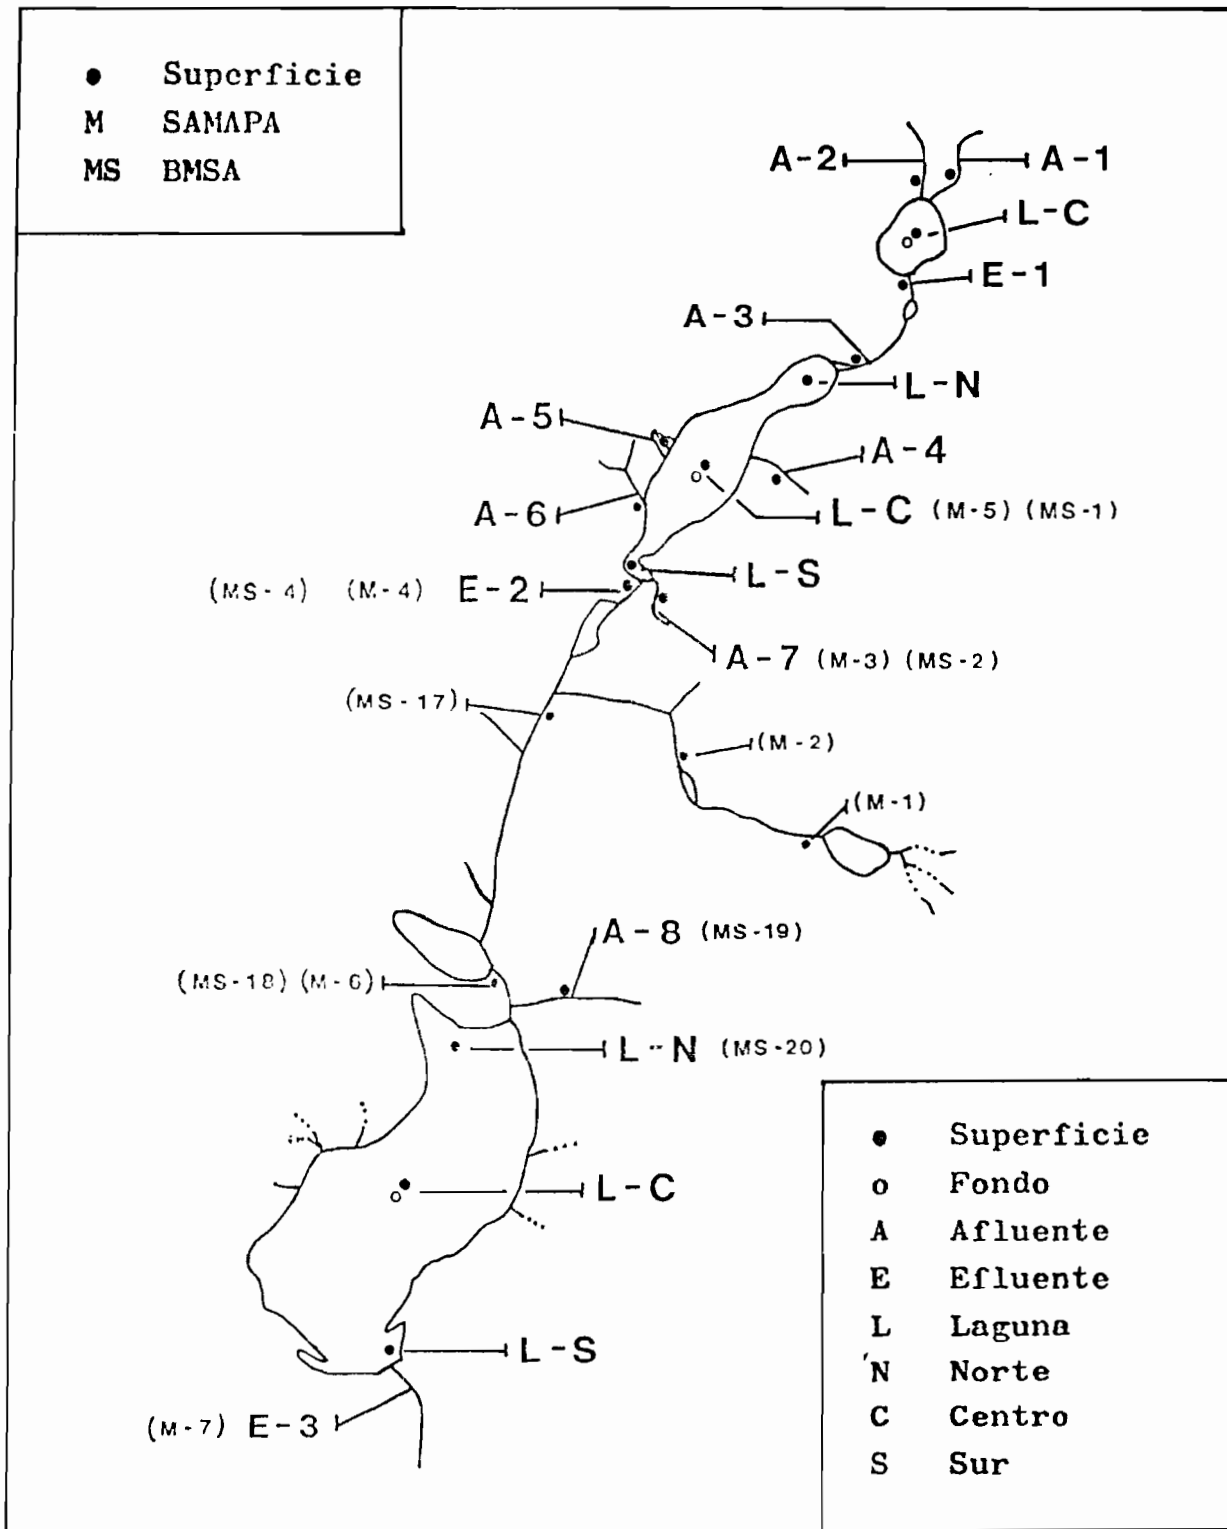 ● Superficie
M SAMAPA
MS BMSA
A-2 A-1
L-C
E-1
A-3
L-N
A-5
A-4
A-6
L-C (M-5) (MS-1)
L-S
(MS-4) (M-4) E-2
A-7 (M-3) (MS-2)
(MS-17)
(M-2)
(M-1)
A-8 (MS-19)
(MS-18) (M-6)
L-N (MS-20)
L-C
L-S
(M-7) E-3
● Superficie
o Fondo
A Afluente
E Efluente
L Laguna
N Norte
C Centro
S Sur